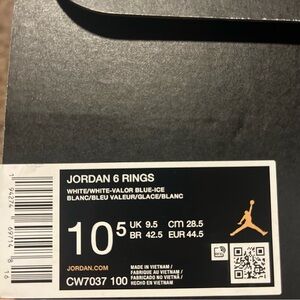 JORDAN 6 RINGS
WHITE/WHITE-VALOR BLUE-ICE
BLANC/BLEU VALEUR/GLACE/BLANC
10 5 UK 9.5 CM 28.5
BR 42.5 EUR 44.5
JORDAN.COM
CW7037 100
MADE IN VIETNAM /
FABRIQUÉ AU VIETNAM /
FABRICADO NO VIETNÃ /
HECHO EN VIETNAM